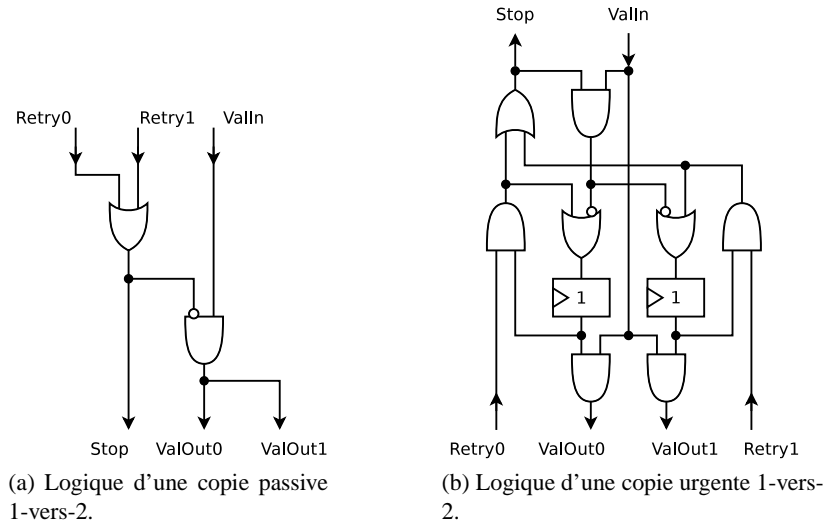 Stop ValIn
Retry0 Retry1 ValIn
1 1
Stop ValOut0 ValOut1
Retry0 ValOut0 ValOut1 Retry1
(a) Logique d'une copie passive
1-vers-2.
(b) Logique d'une copie urgente 1-vers-
2.